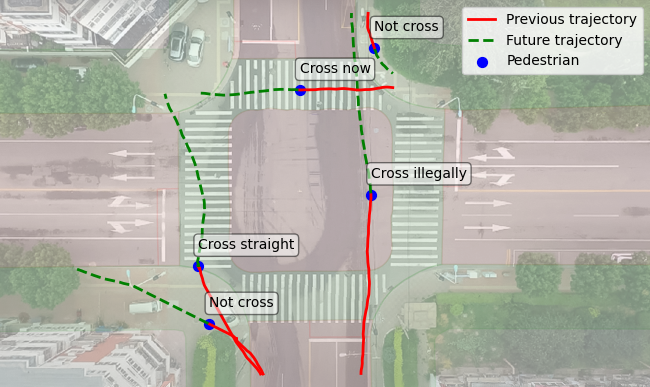 Not cross
Previous trajectory
Future trajectory
Pedestrian
Cross now
Cross illegally
Cross straight
Not cross